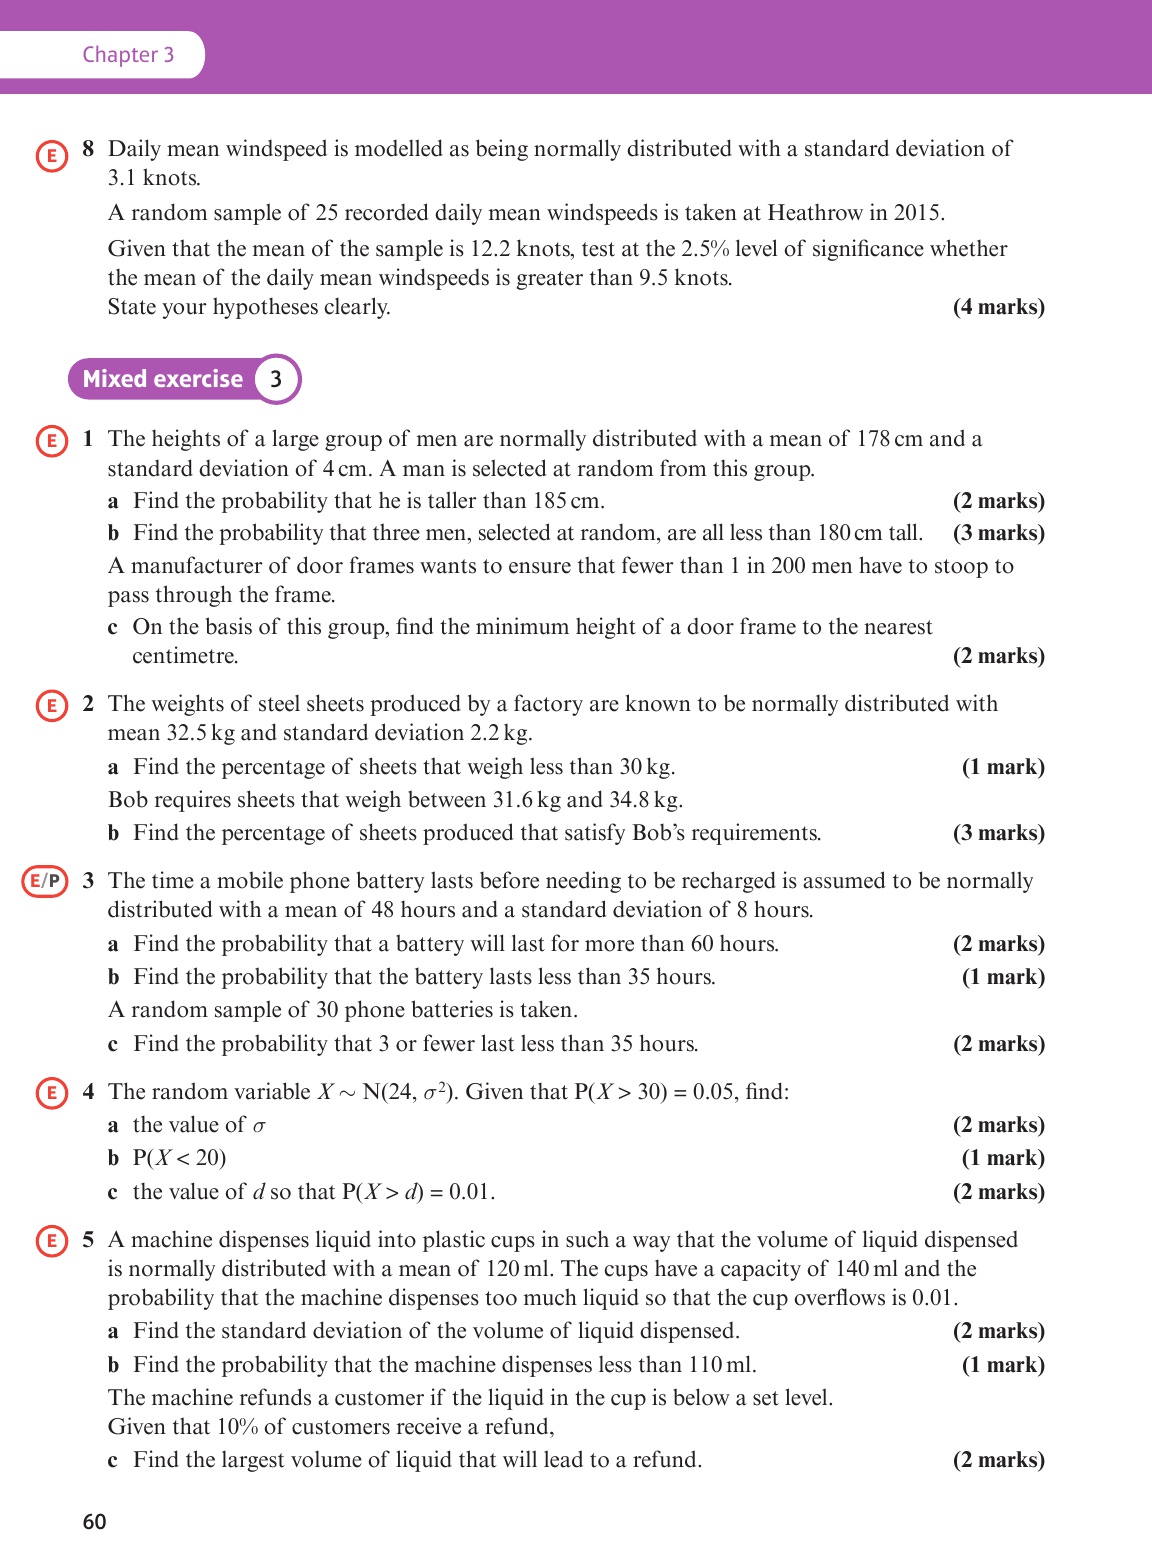 Chapter 3
E 8 Daily mean windspeed is modelled as being normally distributed with a standard deviation of
3.1 knots.
A random sample of 25 recorded daily mean windspeeds is taken at Heathrow in 2015.
Given that the mean of the sample is 12.2 knots, test at the 2.5% level of significance whether
the mean of the daily mean windspeeds is greater than 9.5 knots.
State your hypotheses clearly. (4 marks)
Mixed exercise 3
E 1 The heights of a large group of men are normally distributed with a mean of 178 cm and a
standard deviation of 4 cm. A man is selected at random from this group.
a Find the probability that he is taller than 185 cm. (2 marks)
b Find the probability that three men, selected at random, are all less than 180 cm tall. (3 marks)
A manufacturer of door frames wants to ensure that fewer than 1 in 200 men have to stoop to
pass through the frame.
c On the basis of this group, find the minimum height of a door frame to the nearest
centimetre. (2 marks)
E 2 The weights of steel sheets produced by a factory are known to be normally distributed with
mean 32.5 kg and standard deviation 2.2 kg.
a Find the percentage of sheets that weigh less than 30 kg. (1 mark)
Bob requires sheets that weigh between 31.6 kg and 34.8 kg.
b Find the percentage of sheets produced that satisfy Bob's requirements. (3 marks)
E/P 3 The time a mobile phone battery lasts before needing to be recharged is assumed to be normally
distributed with a mean of 48 hours and a standard deviation of 8 hours.
a Find the probability that a battery will last for more than 60 hours. (2 marks)
b Find the probability that the battery lasts less than 35 hours. (1 mark)
A random sample of 30 phone batteries is taken.
c Find the probability that 3 or fewer last less than 35 hours. (2 marks)
E 4 The random variable X ~ N(24, σ²). Given that P(X > 30) = 0.05, find:
a the value of σ (2 marks)
b P(X < 20) (1 mark)
c the value of d so that P(X > d) = 0.01. (2 marks)
E 5 A machine dispenses liquid into plastic cups in such a way that the volume of liquid dispensed
is normally distributed with a mean of 120 ml. The cups have a capacity of 140 ml and the
probability that the machine dispenses too much liquid so that the cup overflows is 0.01.
a Find the standard deviation of the volume of liquid dispensed. (2 marks)
b Find the probability that the machine dispenses less than 110 ml. (1 mark)
The machine refunds a customer if the liquid in the cup is below a set level.
Given that 10% of customers receive a refund,
c Find the largest volume of liquid that will lead to a refund. (2 marks)
60